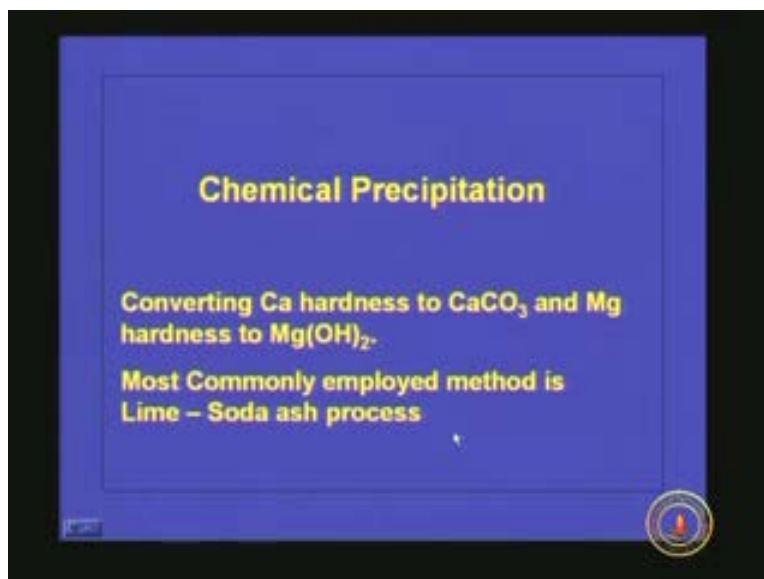 Chemical Precipitation
Converting Ca hardness to CaCO₃ and Mg
hardness to Mg(OH)₂.
Most Commonly employed method is
Lime – Soda ash process